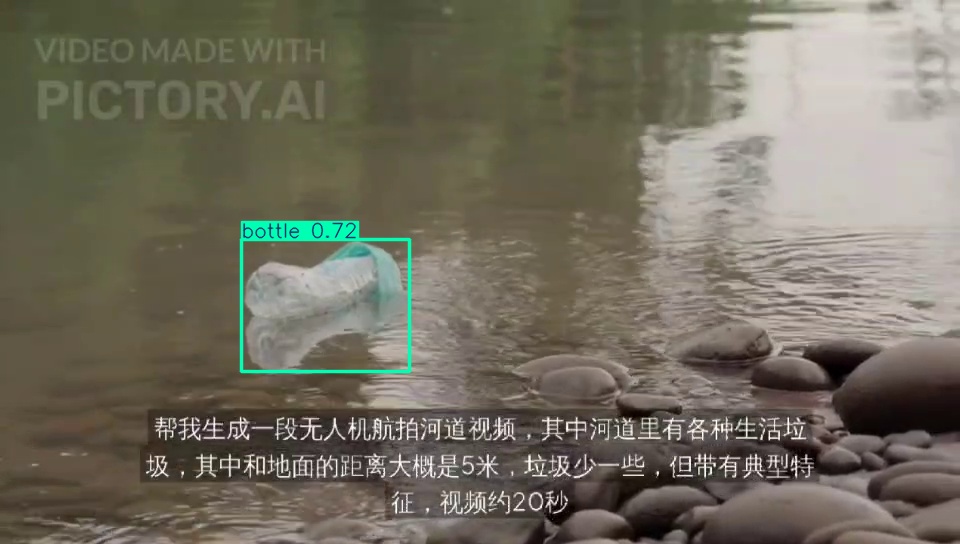 VIDEO MADE WITH
PICTORY.AI
bottle 0.72
帮我生成一段无人机航拍河道视频，其中河道里有各种生活垃
圾，其中和地面的距离大概是5米，垃圾少一些，但带有典型特
征，视频约20秒